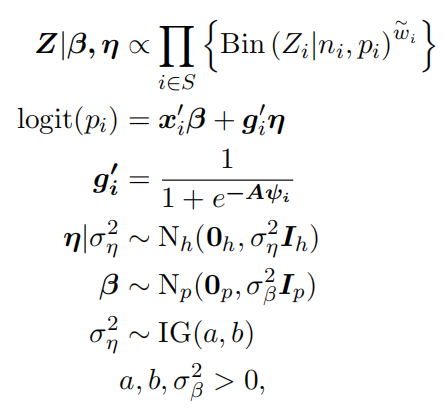 Z|β, η ∝ ∏_{i∈S} { Bin (Z_i|n_i, p_i)^{w̃_i} }
logit(p_i) = x′_i β + g′_i η
g′_i = 1 / (1 + e^{−Aψ_i})
η|σ²_η ∼ N_h(0_h, σ²_η I_h)
β ∼ N_p(0_p, σ²_β I_p)
σ²_η ∼ IG(a, b)
a, b, σ²_β > 0,